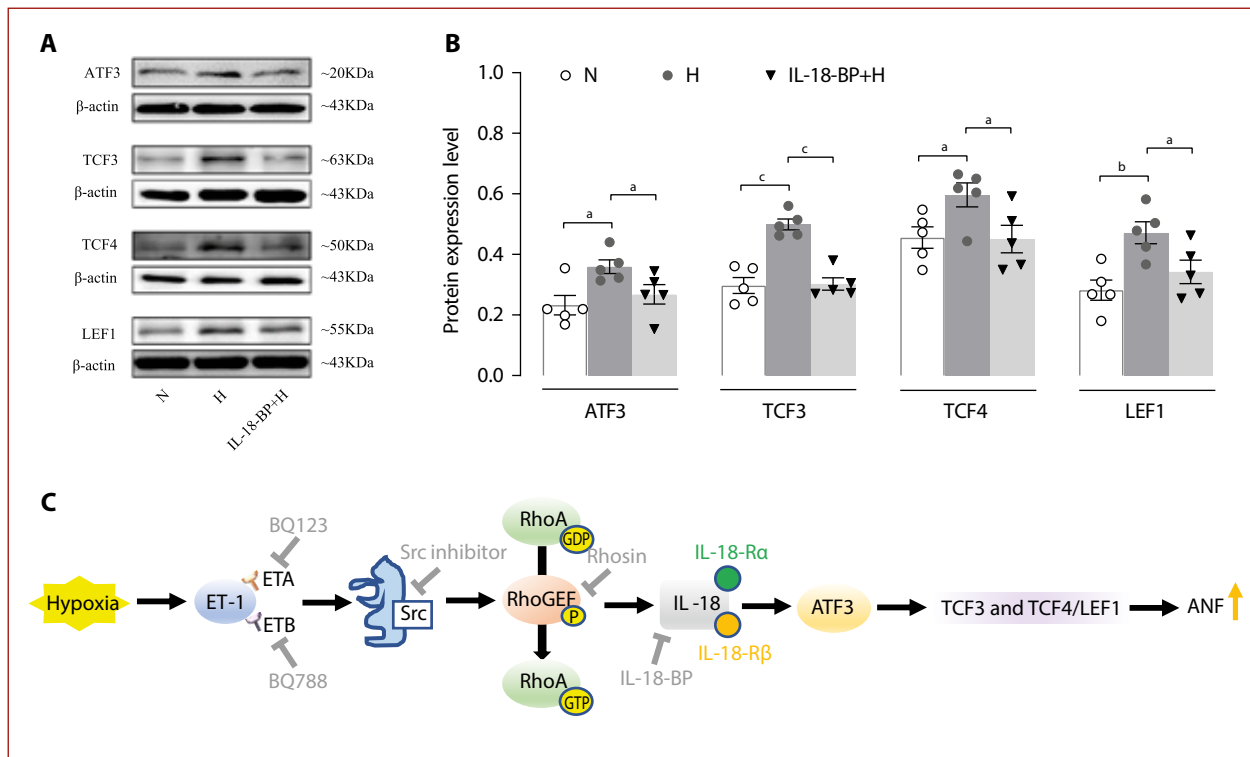 A
ATF3
~20KDa
β-actin
~43KDa
TCF3
~63KDa
β-actin
~43KDa
TCF4
~50KDa
β-actin
~43KDa
LEF1
~55KDa
β-actin
~43KDa
N
H
IL-18-BP+H
B
N
H
IL-18-BP+H
Protein expression level
1.0
0.8
0.6
0.4
0.2
0.0
a
a
c
c
a
a
b
a
ATF3
TCF3
TCF4
LEF1
C
Hypoxia
BQ123
ETA
ET-1
ETB
BQ788
Src inhibitor
Src
RhoA
GDP
Rhosin
RhoGEF
P
RhoA
GTP
IL-18-Rα
IL -18
IL-18-Rβ
IL-18-BP
ATF3
TCF3 and TCF4/LEF1
ANF